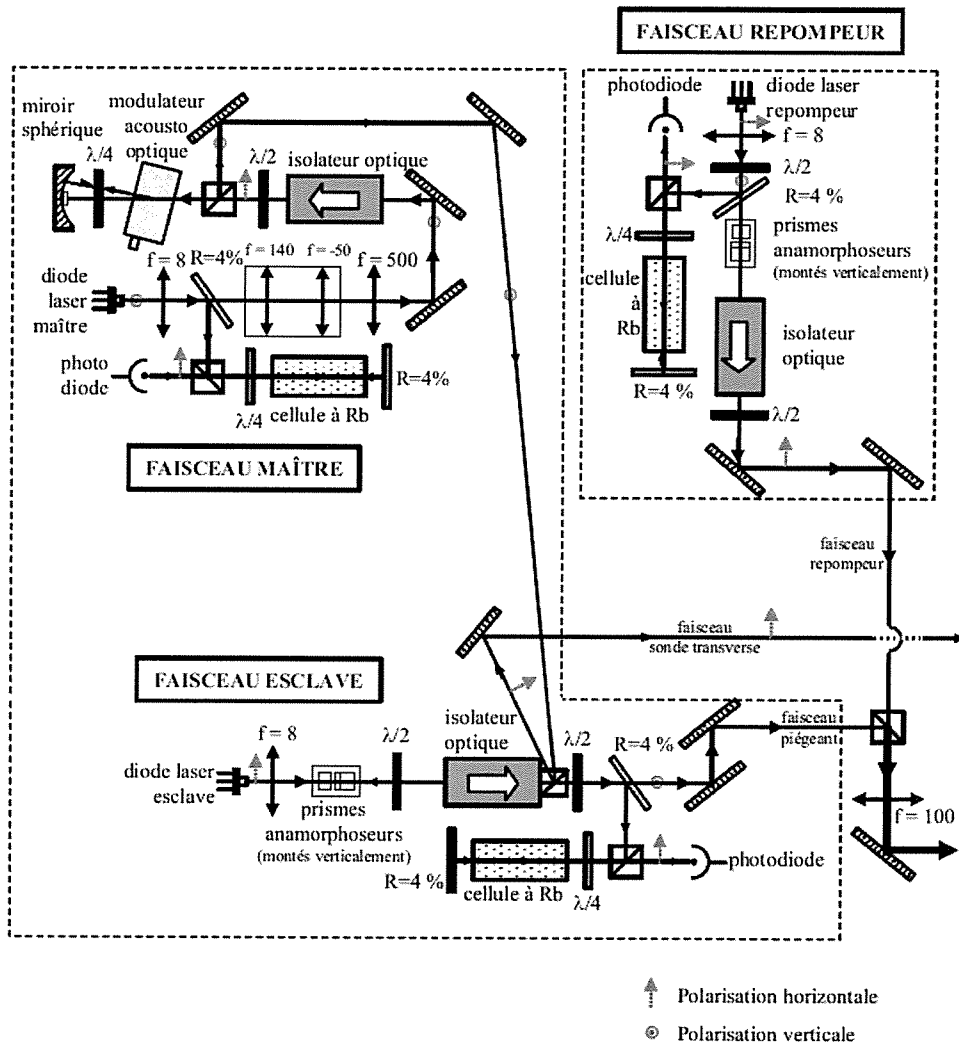 FAISCEAU REPOMPEUR
photodiode
diode laser
repompeur
f = 8
λ/2
R=4 %
λ/4
prismes
anamorphoseurs
(montés verticalement)
cellule
à
Rb
isolateur
optique
R=4 %
λ/2
miroir
sphérique
modulateur
acousto
optique
λ/4
λ/2
isolateur optique
f = 8
R=4%
f = 140
f = -50
f = 500
diode
laser
maître
photo
diode
λ/4
cellule à Rb
R=4%
FAISCEAU MAÎTRE
faisceau
repompeur
faisceau
sonde transverse
FAISCEAU ESCLAVE
isolateur
optique
f = 8
λ/2
λ/2
R=4 %
faisceau
piégeant
diode laser
esclave
prismes
anamorphoseurs
(montés verticalement)
f = 100
R=4 %
cellule à Rb
λ/4
photodiode
Polarisation horizontale
Polarisation verticale